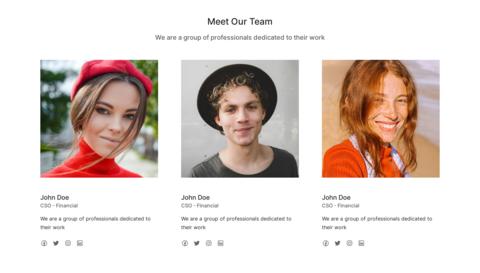 Meet Our Team
We are a group of professionals dedicated to their work
John Doe
CSO - Financial
We are a group of professionals dedicated to
their work
John Doe
CSO - Financial
We are a group of professionals dedicated to
their work
John Doe
CSO - Financial
We are a group of professionals dedicated to
their work